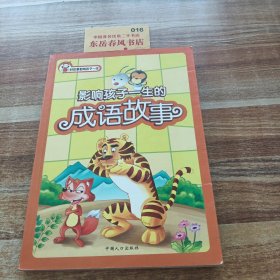 016
东岳春风书店
影响孩子一生的
成语故事
中国人口出版社